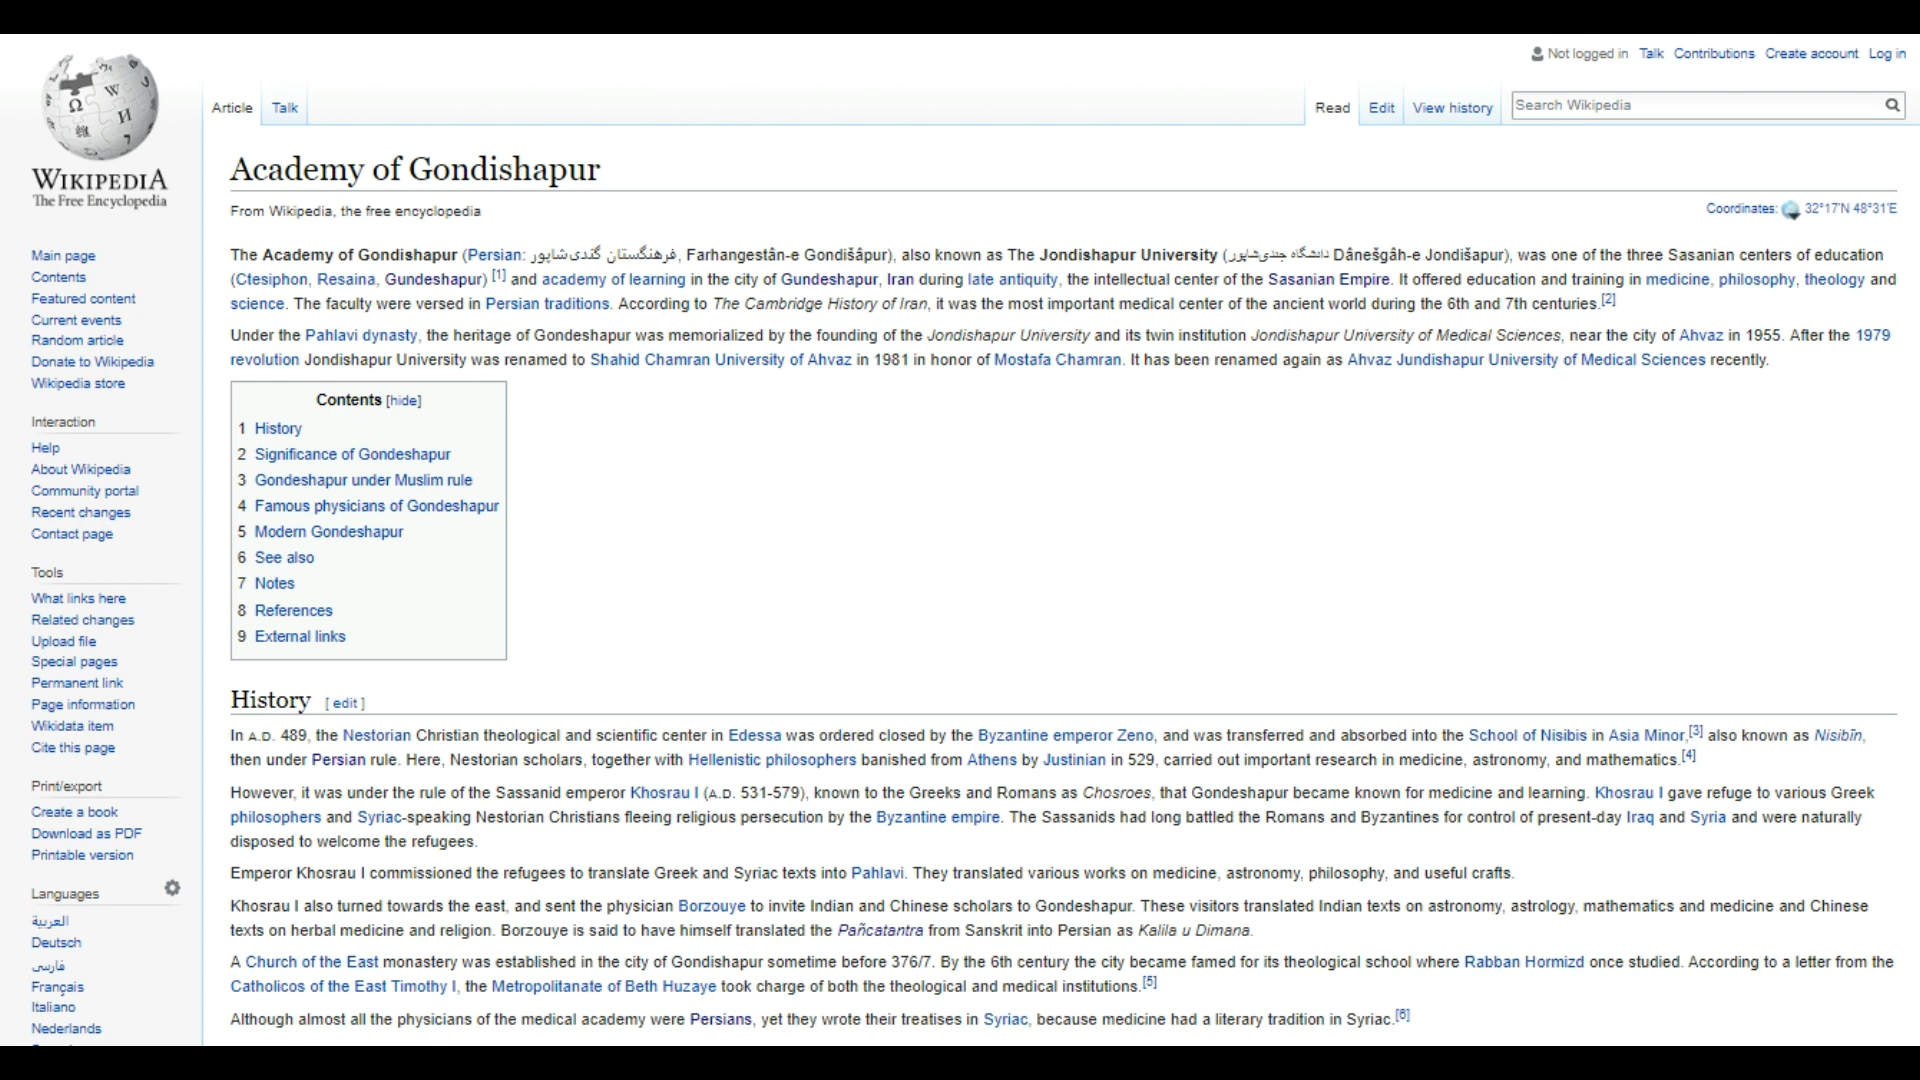 Not logged in Talk Contributions Create account Log in
Article Talk Read Edit View history Search Wikipedia
WIKIPEDIA
The Free Encyclopedia
Main page
Contents
Featured content
Current events
Random article
Donate to Wikipedia
Wikipedia store
Interaction
Help
About Wikipedia
Community portal
Recent changes
Contact page
Tools
What links here
Related changes
Upload file
Special pages
Permanent link
Page information
Wikidata item
Cite this page
Print/export
Create a book
Download as PDF
Printable version
Languages
العربية
Deutsch
فارسی
Français
Italiano
Nederlands
Academy of Gondishapur
From Wikipedia, the free encyclopedia
Coordinates: 32°17′N 48°31′E
The Academy of Gondishapur (Persian: فرهنگستان گندی‌شاپور, Farhangestân-e Gondišâpur), also known as The Jondishapur University (دانشگاه جندی‌شاپور Dânešgâh-e Jondišapur), was one of the three Sasanian centers of education
(Ctesiphon, Resaina, Gundeshapur) [1] and academy of learning in the city of Gundeshapur, Iran during late antiquity, the intellectual center of the Sasanian Empire. It offered education and training in medicine, philosophy, theology and
science. The faculty were versed in Persian traditions. According to The Cambridge History of Iran, it was the most important medical center of the ancient world during the 6th and 7th centuries.[2]
Under the Pahlavi dynasty, the heritage of Gondeshapur was memorialized by the founding of the Jondishapur University and its twin institution Jondishapur University of Medical Sciences, near the city of Ahvaz in 1955. After the 1979
revolution Jondishapur University was renamed to Shahid Chamran University of Ahvaz in 1981 in honor of Mostafa Chamran. It has been renamed again as Ahvaz Jundishapur University of Medical Sciences recently.
Contents [hide]
1 History
2 Significance of Gondeshapur
3 Gondeshapur under Muslim rule
4 Famous physicians of Gondeshapur
5 Modern Gondeshapur
6 See also
7 Notes
8 References
9 External links
History [ edit ]
In A.D. 489, the Nestorian Christian theological and scientific center in Edessa was ordered closed by the Byzantine emperor Zeno, and was transferred and absorbed into the School of Nisibis in Asia Minor,[3] also known as Nisibīn,
then under Persian rule. Here, Nestorian scholars, together with Hellenistic philosophers banished from Athens by Justinian in 529, carried out important research in medicine, astronomy, and mathematics.[4]
However, it was under the rule of the Sassanid emperor Khosrau I (A.D. 531-579), known to the Greeks and Romans as Chosroes, that Gondeshapur became known for medicine and learning. Khosrau I gave refuge to various Greek
philosophers and Syriac-speaking Nestorian Christians fleeing religious persecution by the Byzantine empire. The Sassanids had long battled the Romans and Byzantines for control of present-day Iraq and Syria and were naturally
disposed to welcome the refugees.
Emperor Khosrau I commissioned the refugees to translate Greek and Syriac texts into Pahlavi. They translated various works on medicine, astronomy, philosophy, and useful crafts.
Khosrau I also turned towards the east, and sent the physician Borzouye to invite Indian and Chinese scholars to Gondeshapur. These visitors translated Indian texts on astronomy, astrology, mathematics and medicine and Chinese
texts on herbal medicine and religion. Borzouye is said to have himself translated the Pañcatantra from Sanskrit into Persian as Kalila u Dimana.
A Church of the East monastery was established in the city of Gondishapur sometime before 376/7. By the 6th century the city became famed for its theological school where Rabban Hormizd once studied. According to a letter from the
Catholicos of the East Timothy I, the Metropolitanate of Beth Huzaye took charge of both the theological and medical institutions.[5]
Although almost all the physicians of the medical academy were Persians, yet they wrote their treatises in Syriac, because medicine had a literary tradition in Syriac.[6]